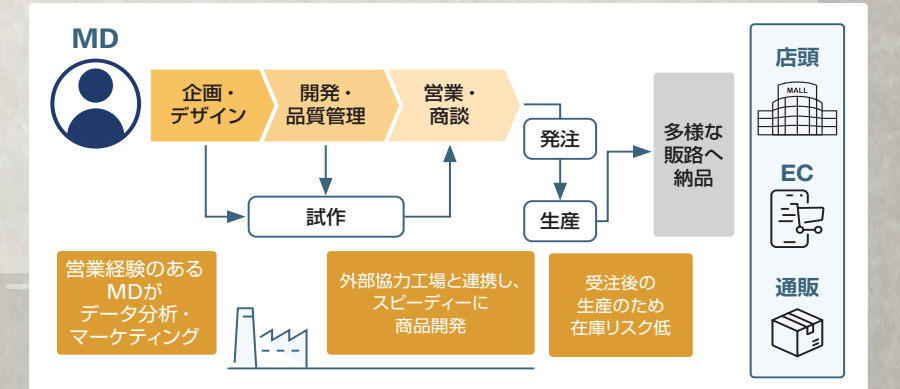 MD
企画・
デザイン
開発・
品質管理
営業・
商談
発注
生産
試作
多様な
販路へ
納品
店頭
MALL
EC
通販
営業経験のある
MDが
データ分析・
マーケティング
外部協力工場と連携し、
スピーディーに
商品開発
受注後の
生産のため
在庫リスク低